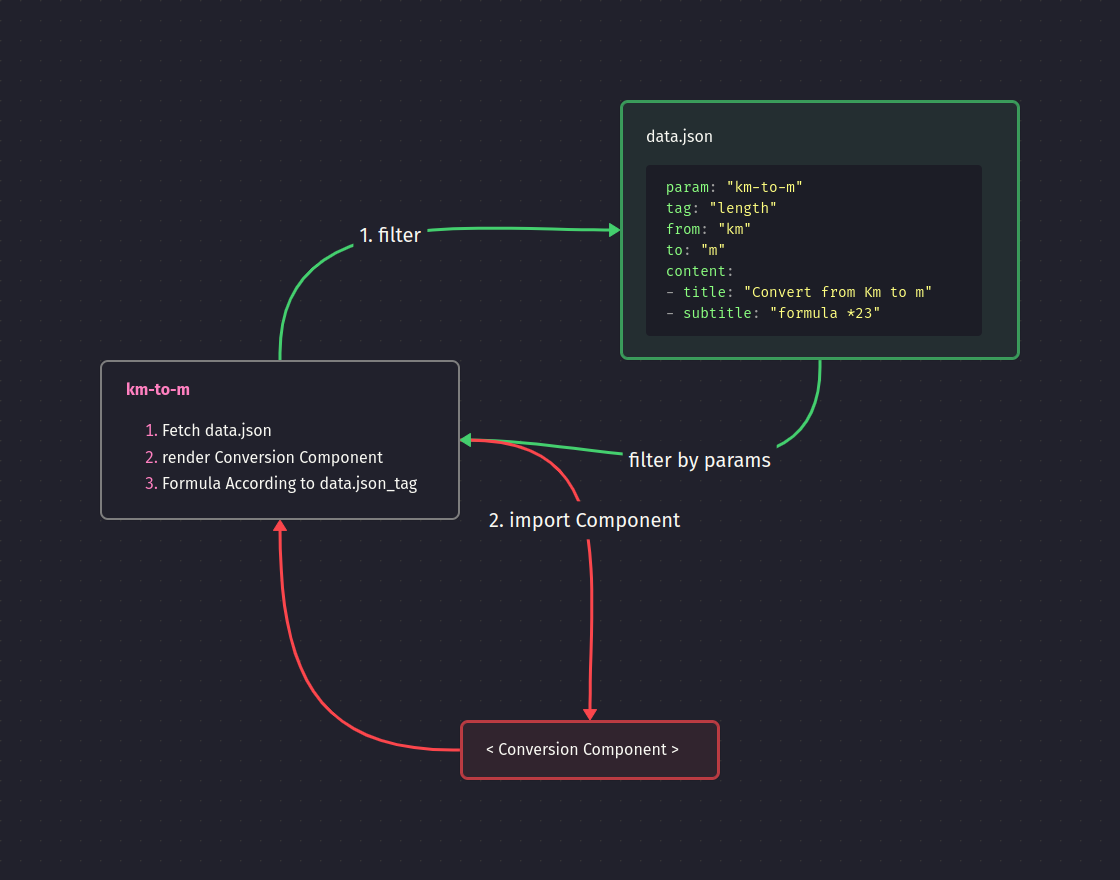 data.json
param: "km-to-m"
tag: "length"
from: "km"
to: "m"
content:
- title: "Convert from Km to m"
- subtitle: "formula *23"
1. filter
km-to-m
1. Fetch data.json
2. render Conversion Component
3. Formula According to data.json_tag
filter by params
2. import Component
< Conversion Component >